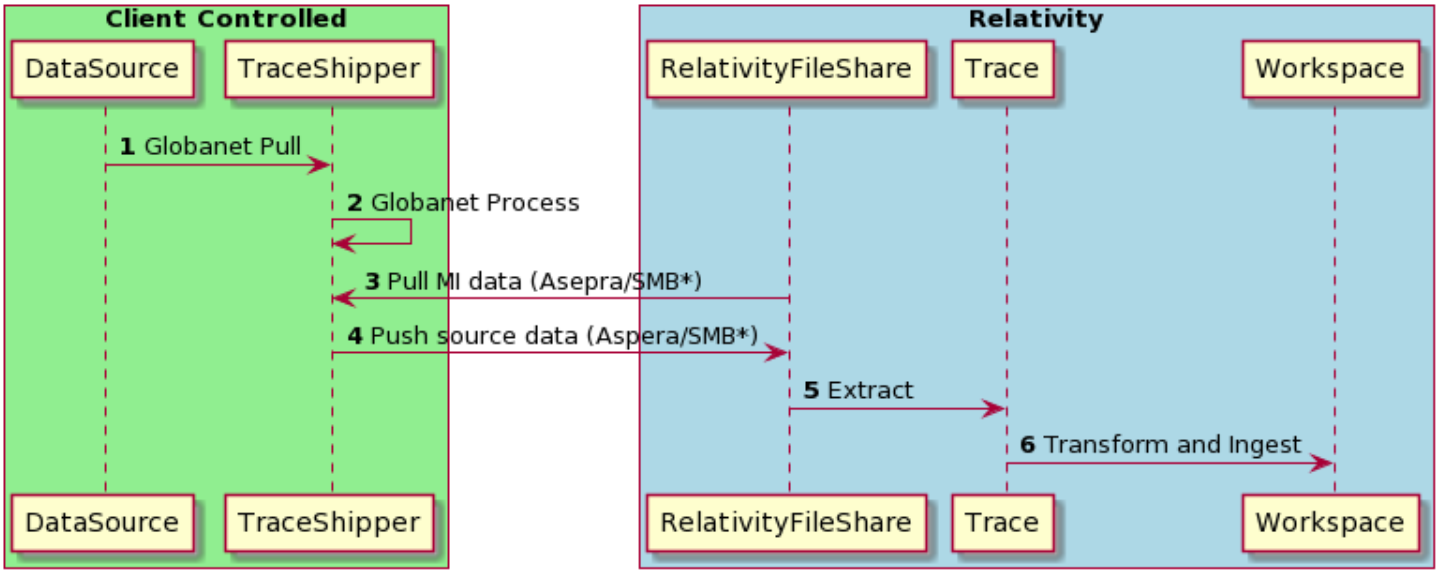 Client Controlled
Relativity
DataSource
TraceShipper
RelativityFileShare
Trace
Workspace
1 Globanet Pull
2 Globanet Process
3 Pull MI data (Asepra/SMB*)
4 Push source data (Aspera/SMB*)
5 Extract
6 Transform and Ingest
DataSource
TraceShipper
RelativityFileShare
Trace
Workspace